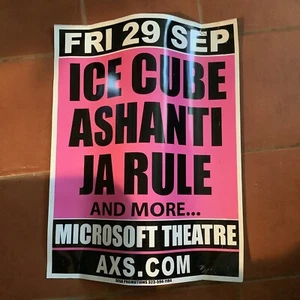 FRI 29 SEP
ICE CUBE
ASHANTI
JA RULE
AND MORE...
MICROSOFT THEATRE
AXS.COM